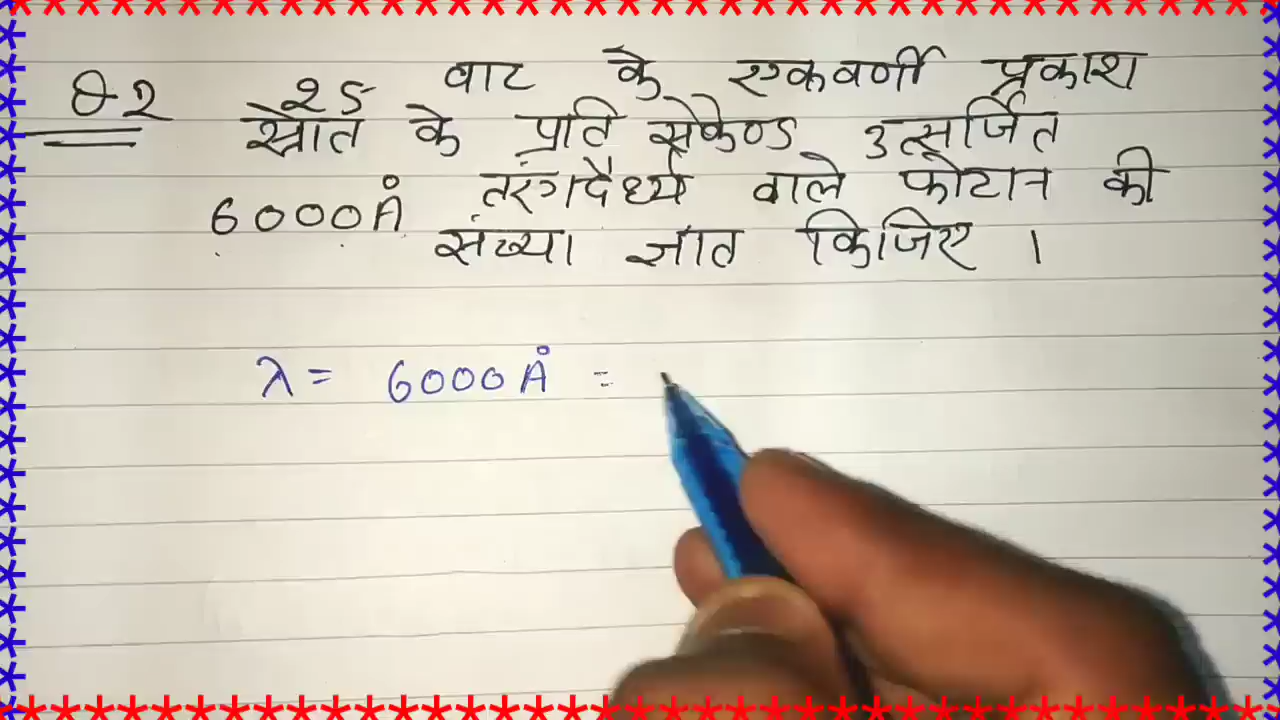 Q2 25 वाट के एकवर्णी प्रकाश
स्रोत के प्रति सेकेण्ड उत्सर्जित
6000Å तरंगदैर्ध्य वाले फोटान की
संख्या ज्ञात किजिए ।
λ = 6000Å =